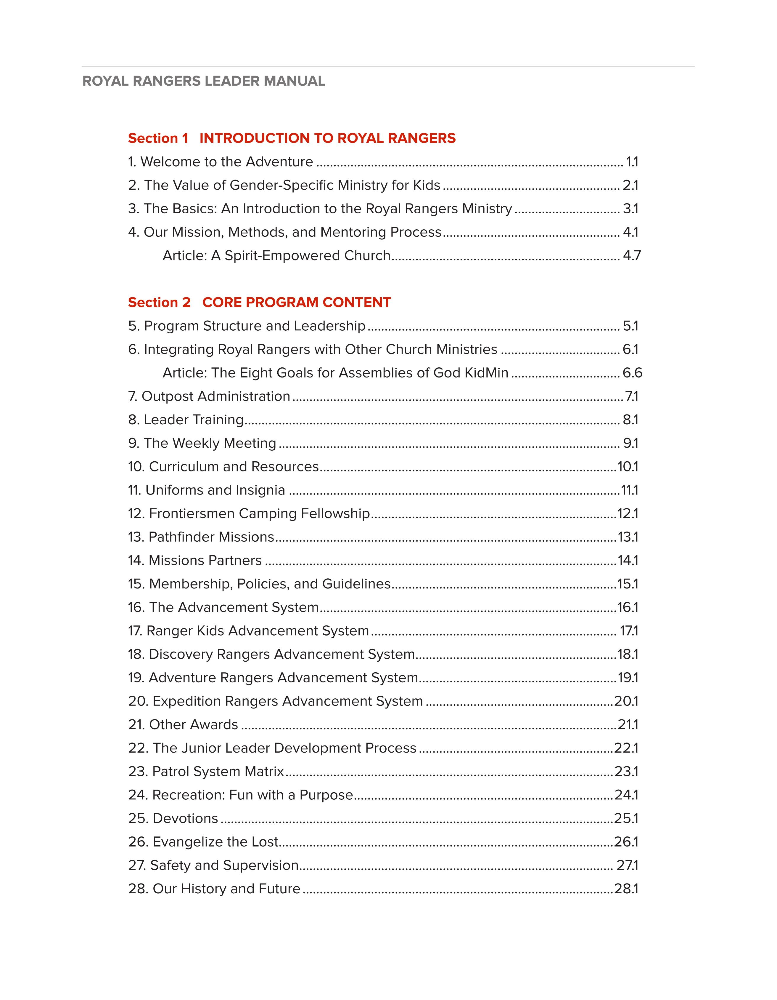 ROYAL RANGERS LEADER MANUAL
Section 1 INTRODUCTION TO ROYAL RANGERS
1. Welcome to the Adventure ........................................................................................ 1.1
2. The Value of Gender-Specific Ministry for Kids .................................................... 2.1
3. The Basics: An Introduction to the Royal Rangers Ministry ............................... 3.1
4. Our Mission, Methods, and Mentoring Process.................................................... 4.1
Article: A Spirit-Empowered Church................................................................... 4.7
Section 2 CORE PROGRAM CONTENT
5. Program Structure and Leadership.......................................................................... 5.1
6. Integrating Royal Rangers with Other Church Ministries ................................... 6.1
Article: The Eight Goals for Assemblies of God KidMin ................................ 6.6
7. Outpost Administration................................................................................................ 7.1
8. Leader Training.............................................................................................................. 8.1
9. The Weekly Meeting .................................................................................................... 9.1
10. Curriculum and Resources.......................................................................................10.1
11. Uniforms and Insignia .................................................................................................11.1
12. Frontiersmen Camping Fellowship........................................................................12.1
13. Pathfinder Missions....................................................................................................13.1
14. Missions Partners .......................................................................................................14.1
15. Membership, Policies, and Guidelines..................................................................15.1
16. The Advancement System.......................................................................................16.1
17. Ranger Kids Advancement System........................................................................ 17.1
18. Discovery Rangers Advancement System...........................................................18.1
19. Adventure Rangers Advancement System..........................................................19.1
20. Expedition Rangers Advancement System .......................................................20.1
21. Other Awards ..............................................................................................................21.1
22. The Junior Leader Development Process .........................................................22.1
23. Patrol System Matrix................................................................................................23.1
24. Recreation: Fun with a Purpose............................................................................24.1
25. Devotions ...................................................................................................................25.1
26. Evangelize the Lost..................................................................................................26.1
27. Safety and Supervision............................................................................................ 27.1
28. Our History and Future ...........................................................................................28.1